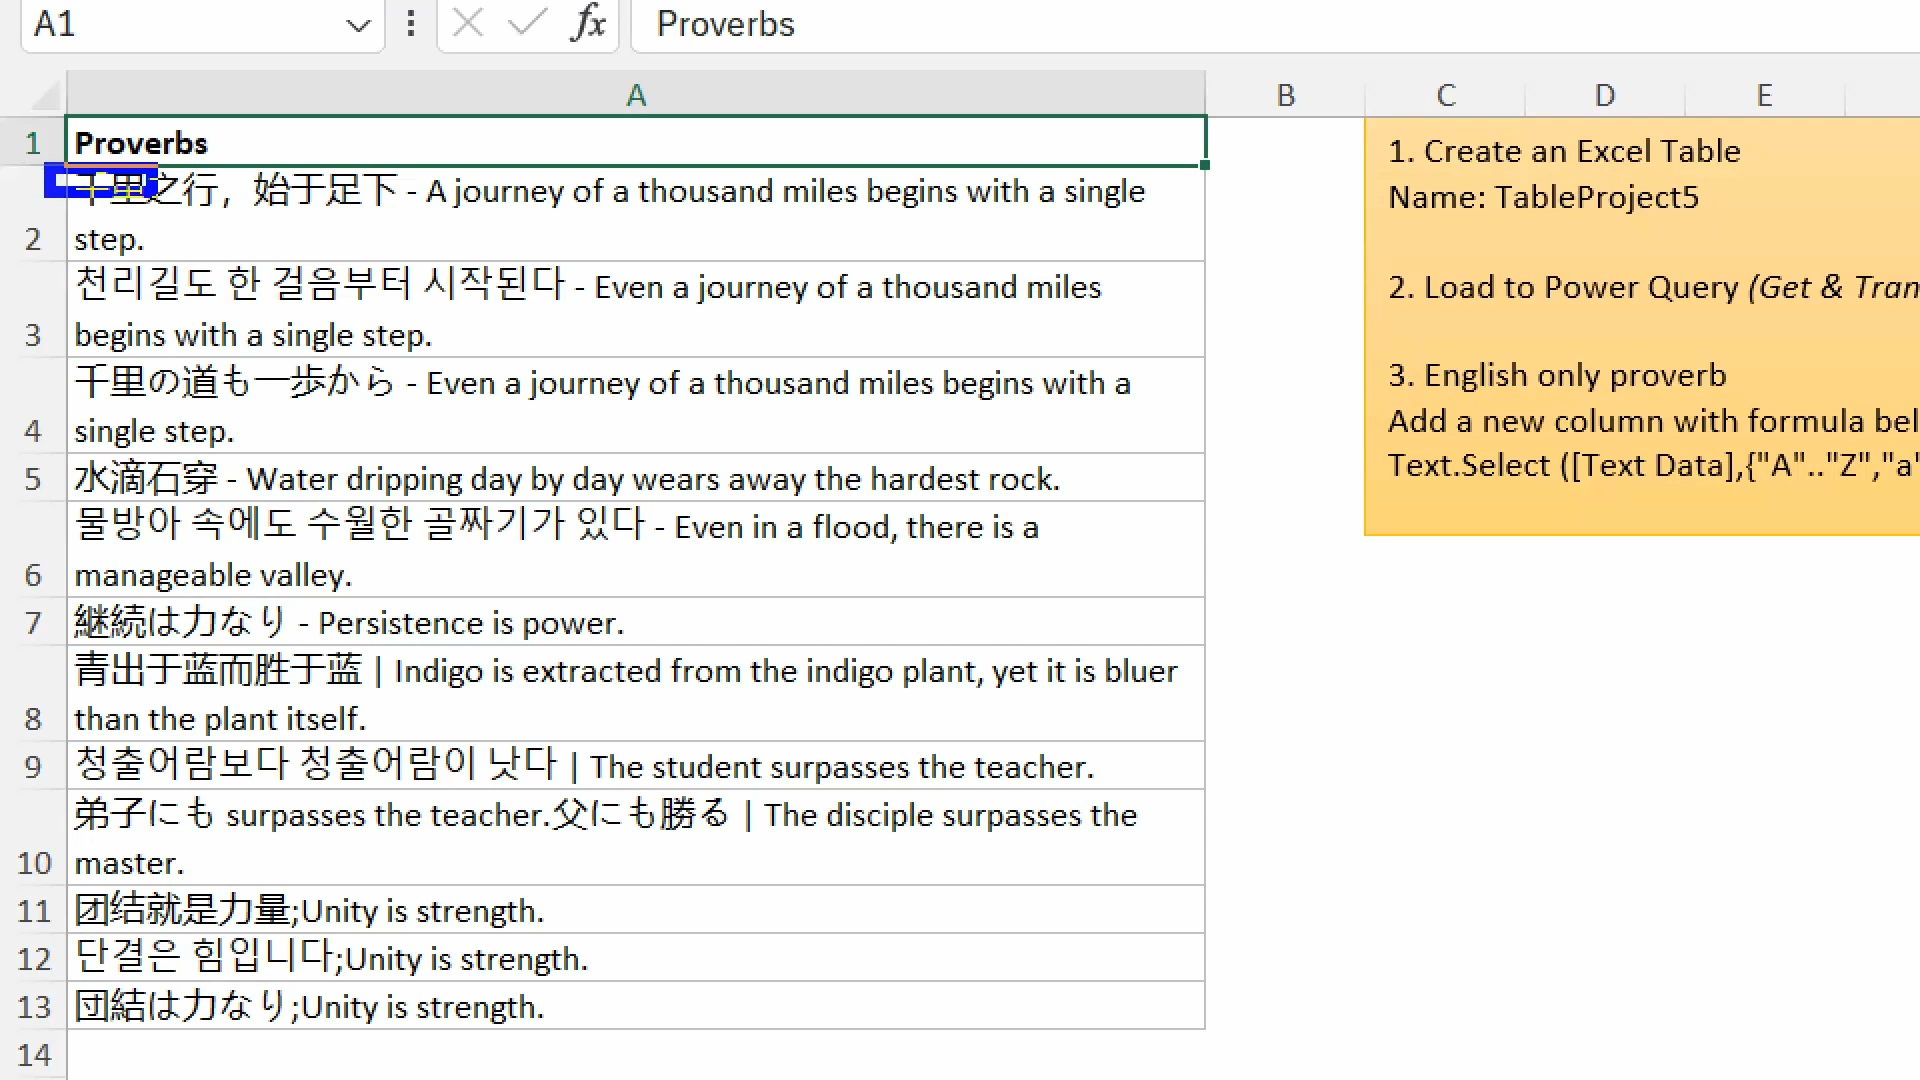 A1
fx
Proverbs
A
B
C
D
E
1
Proverbs
千里之行，始于足下 - A journey of a thousand miles begins with a single
2
step.
천리길도 한 걸음부터 시작된다 - Even a journey of a thousand miles
3
begins with a single step.
千里の道も一歩から - Even a journey of a thousand miles begins with a
4
single step.
5
水滴石穿 - Water dripping day by day wears away the hardest rock.
물방아 속에도 수월한 골짜기가 있다 - Even in a flood, there is a
6
manageable valley.
7
継続は力なり - Persistence is power.
青出于蓝而胜于蓝 | Indigo is extracted from the indigo plant, yet it is bluer
8
than the plant itself.
9
청출어람보다 청출어람이 낫다 | The student surpasses the teacher.
弟子にも surpasses the teacher.父にも勝る | The disciple surpasses the
10
master.
11
团结就是力量;Unity is strength.
12
단결은 힘입니다;Unity is strength.
13
団結は力なり;Unity is strength.
14
1. Create an Excel Table
Name: TableProject5
2. Load to Power Query (Get & Tran
3. English only proverb
Add a new column with formula bel
Text.Select ([Text Data],{"A".."Z","a"